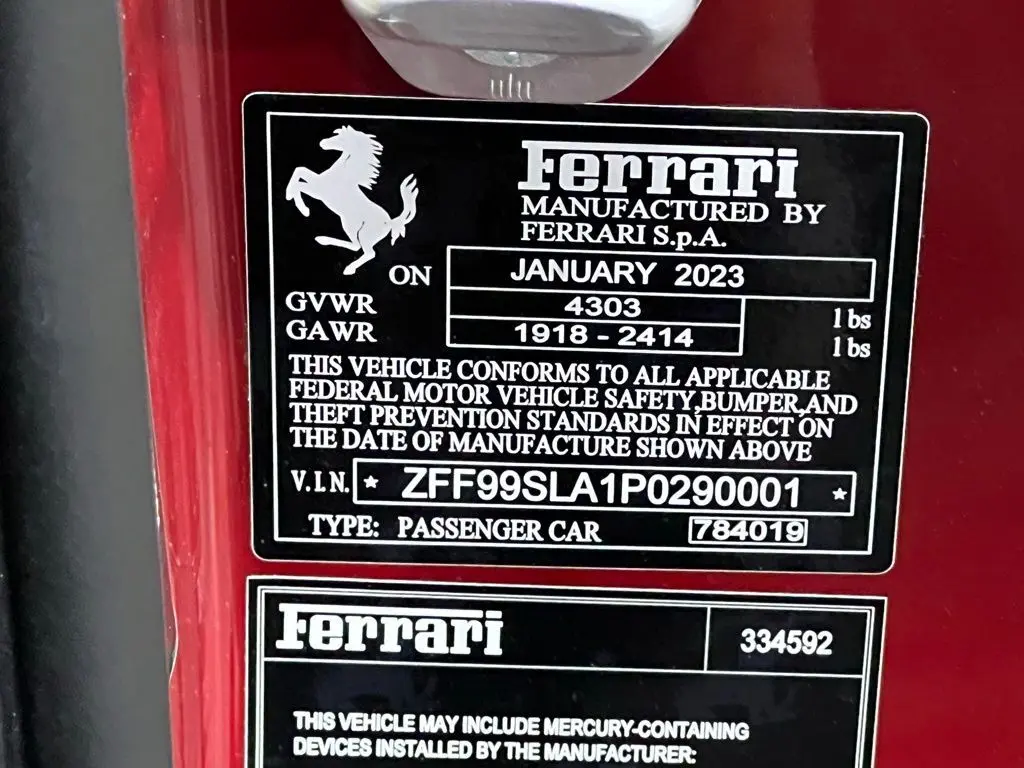 Ferrari
MANUFACTURED BY
FERRARI S.p.A.
ON JANUARY 2023
GVWR 4303 lbs
GAWR 1918 - 2414 lbs
THIS VEHICLE CONFORMS TO ALL APPLICABLE
FEDERAL MOTOR VEHICLE SAFETY,BUMPER,AND
THEFT PREVENTION STANDARDS IN EFFECT ON
THE DATE OF MANUFACTURE SHOWN ABOVE
V.I.N. * ZFF99SLA1P0290001 *
TYPE: PASSENGER CAR 784019
Ferrari 334592
THIS VEHICLE MAY INCLUDE MERCURY-CONTAINING
DEVICES INSTALLED BY THE MANUFACTURER: